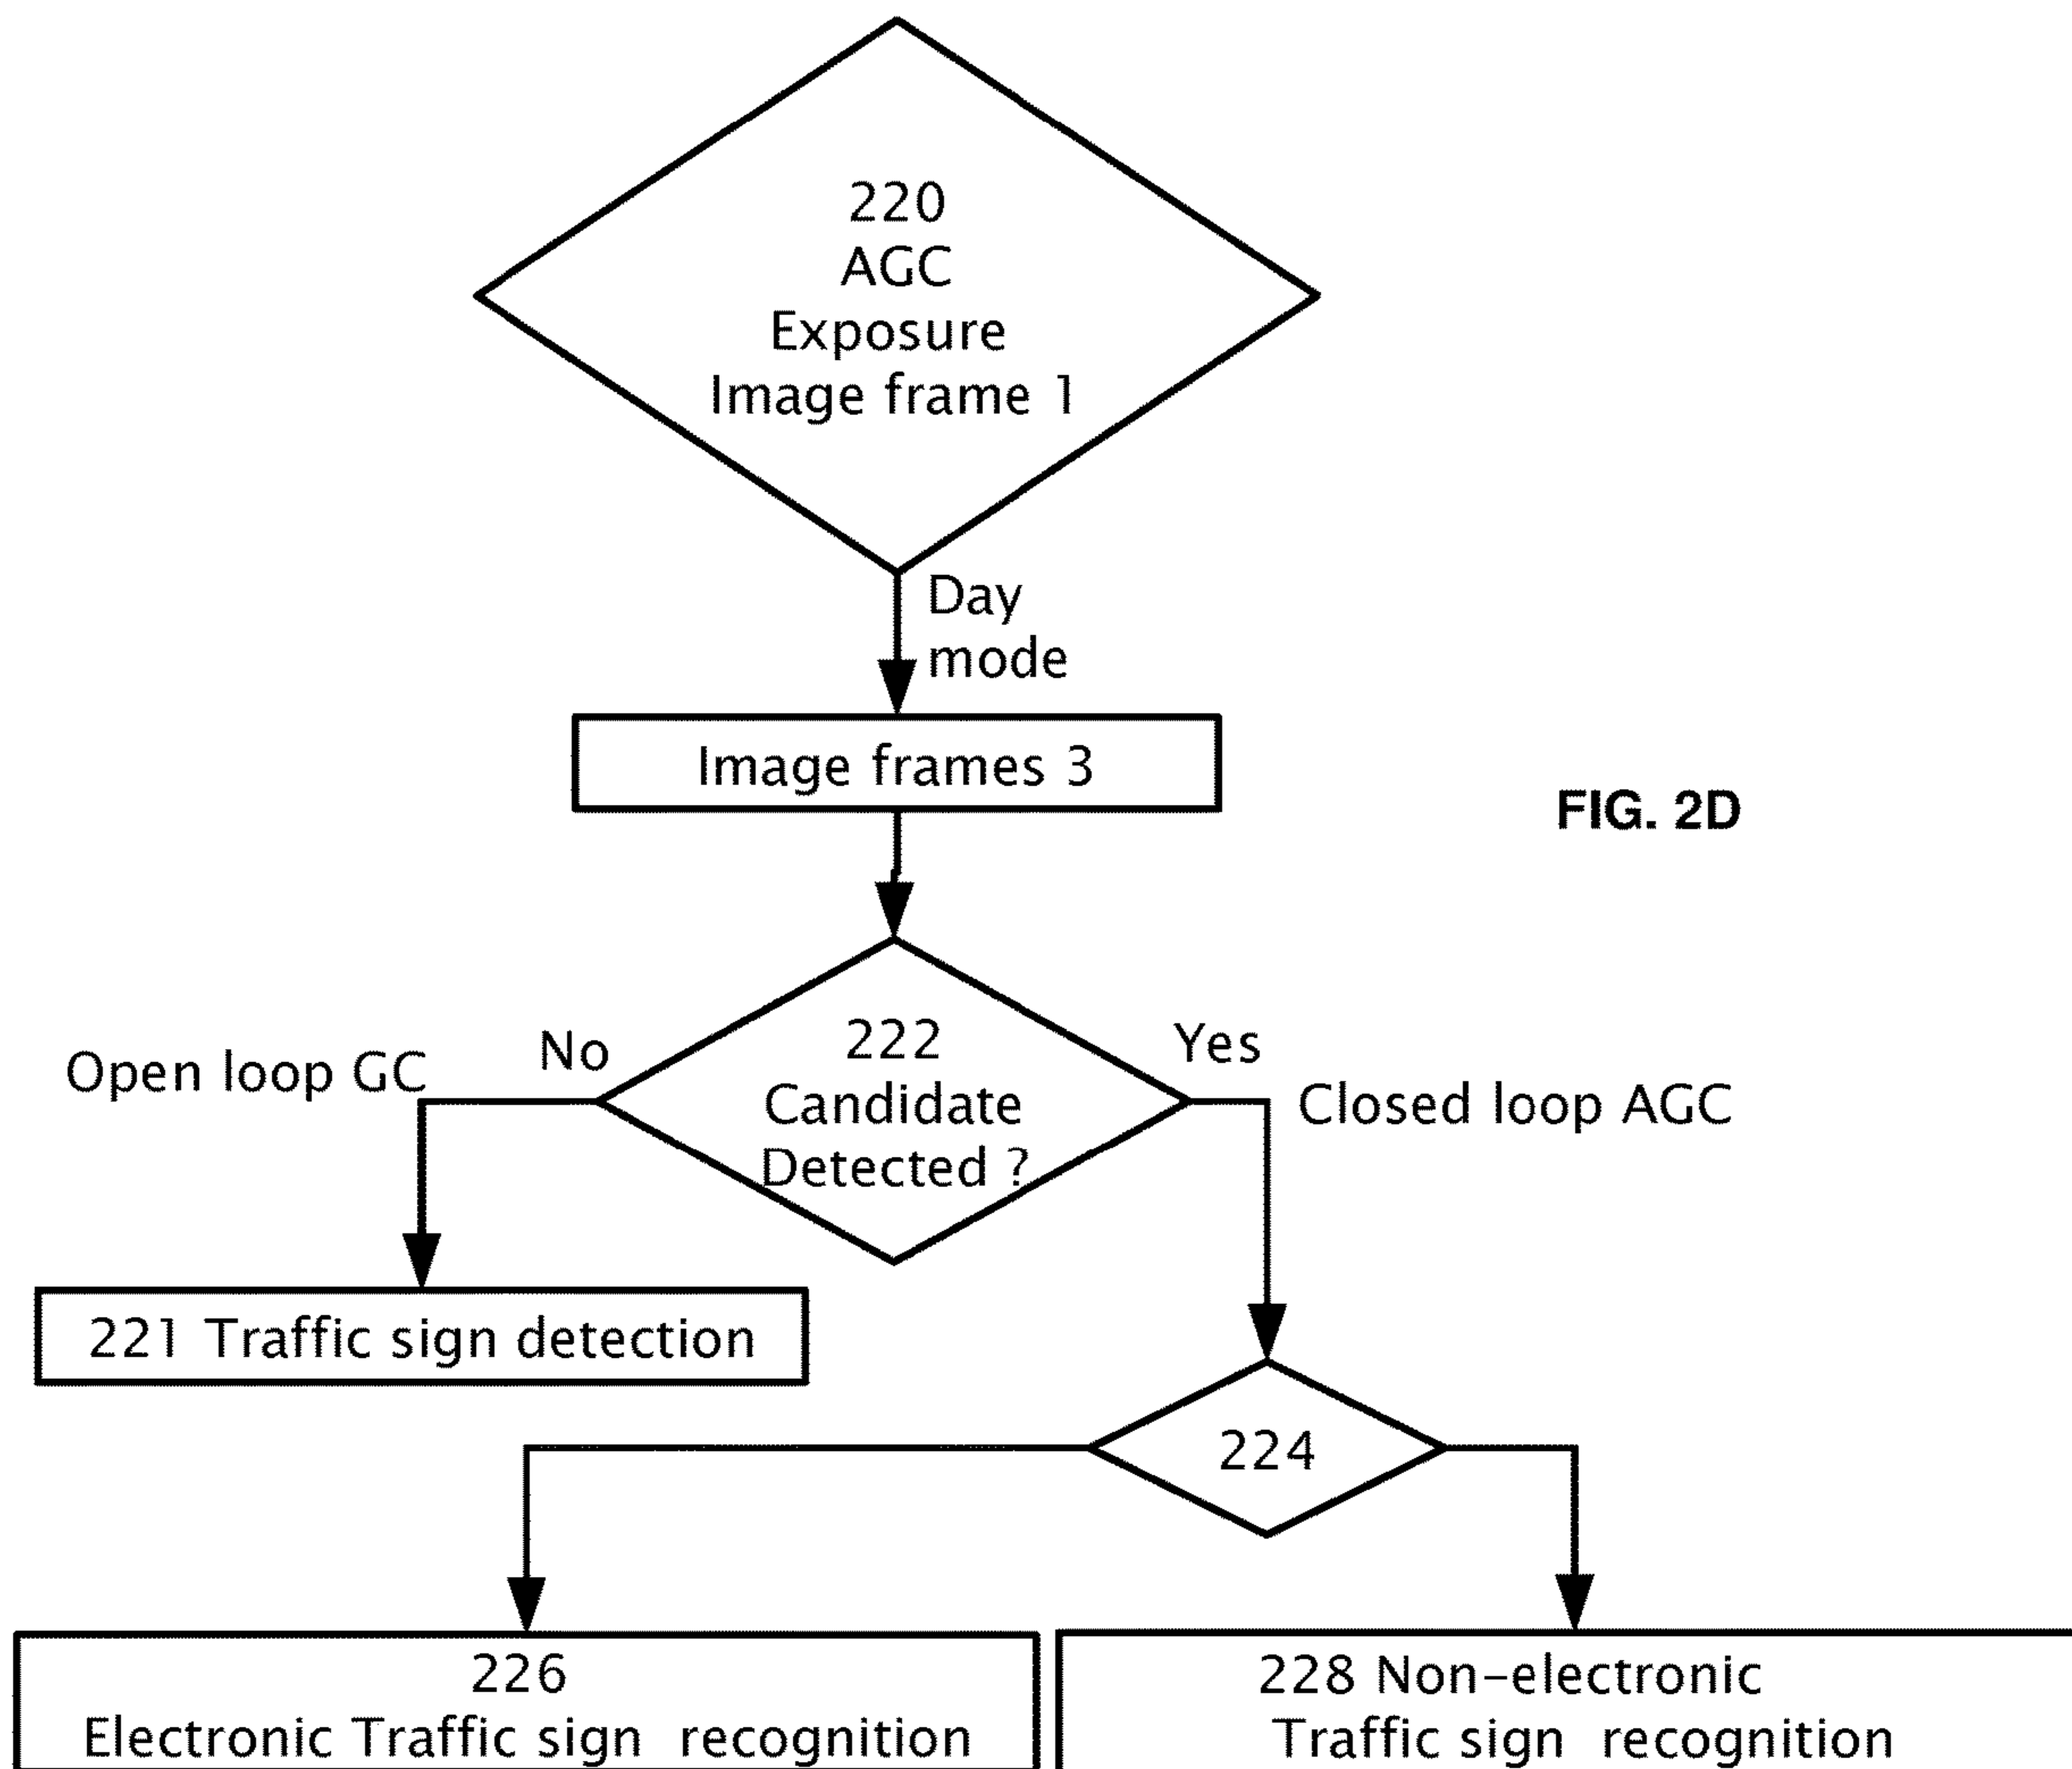 220
AGC
Exposure
Image frame 1
Day
mode
Image frames 3
FIG. 2D
222
Candidate
Detected ?
No
Open loop GC
Yes
Closed loop AGC
221 Traffic sign detection
224
226
Electronic Traffic sign recognition
228 Non-electronic
Traffic sign recognition